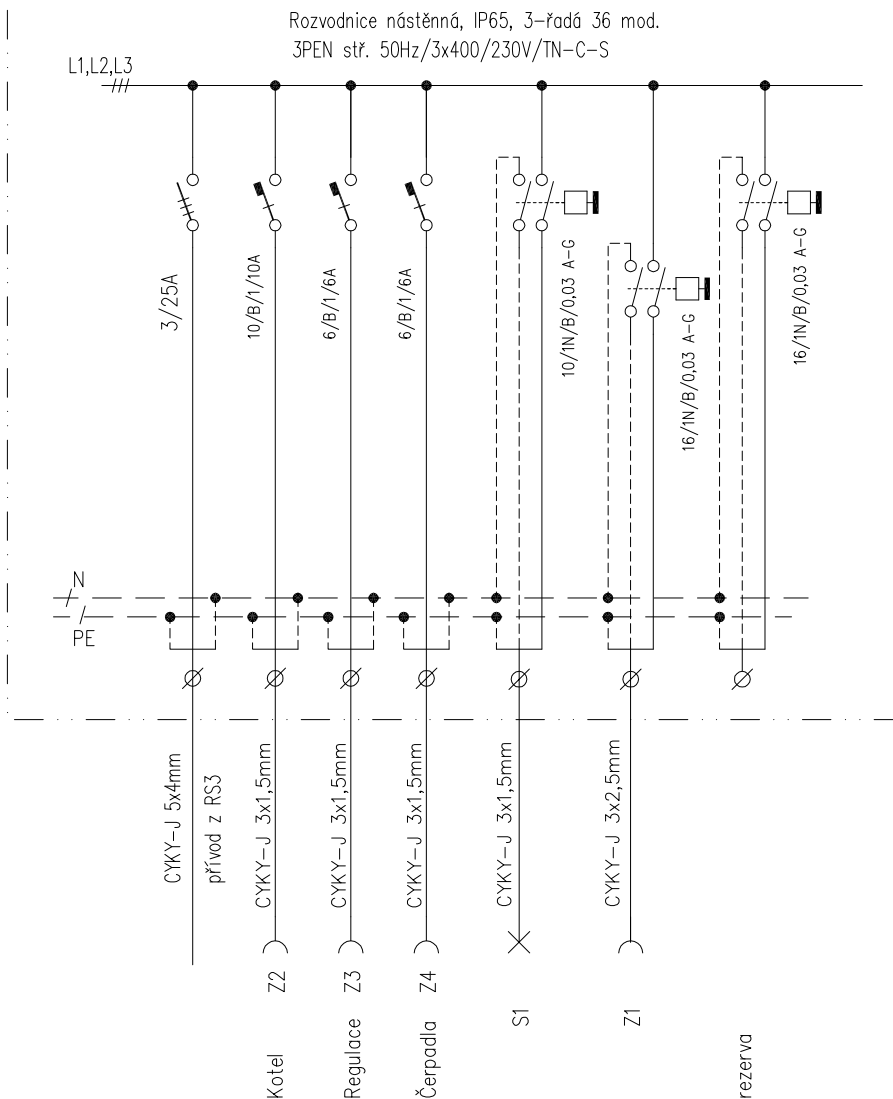 Rozvodnice nástěnná, IP65, 3-řadá 36 mod.
3PEN stř. 50Hz/3x400/230V/TN-C-S
L1,L2,L3
3/25A
10/B/1/10A
6/B/1/6A
6/B/1/6A
10/1N/B/0,03 A-G
16/1N/B/0,03 A-G
16/1N/B/0,03 A-G
N
PE
CYKY-J 5x4mm
přívod z RS3
CYKY-J 3x1,5mm
CYKY-J 3x1,5mm
CYKY-J 3x1,5mm
CYKY-J 3x1,5mm
CYKY-J 3x2,5mm
Z2
Z3
Z4
S1
Z1
Kotel
Regulace
Čerpadla
rezerva